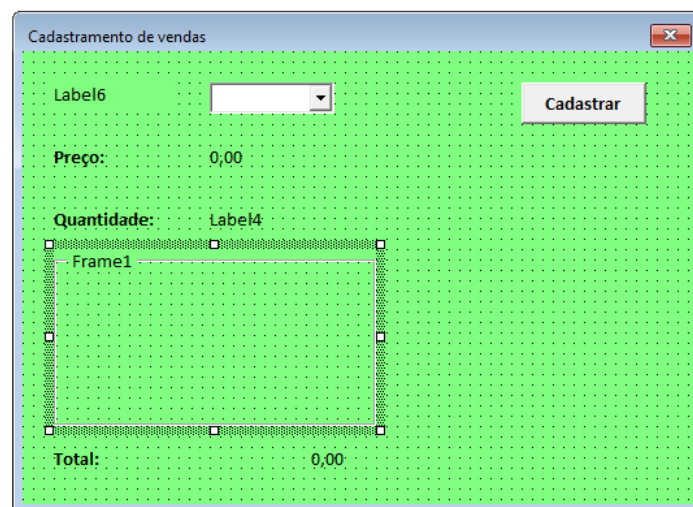 Cadastramento de vendas
Label6
Cadastrar
Preço: 0,00
Quantidade: Label4
Frame1
Total: 0,00